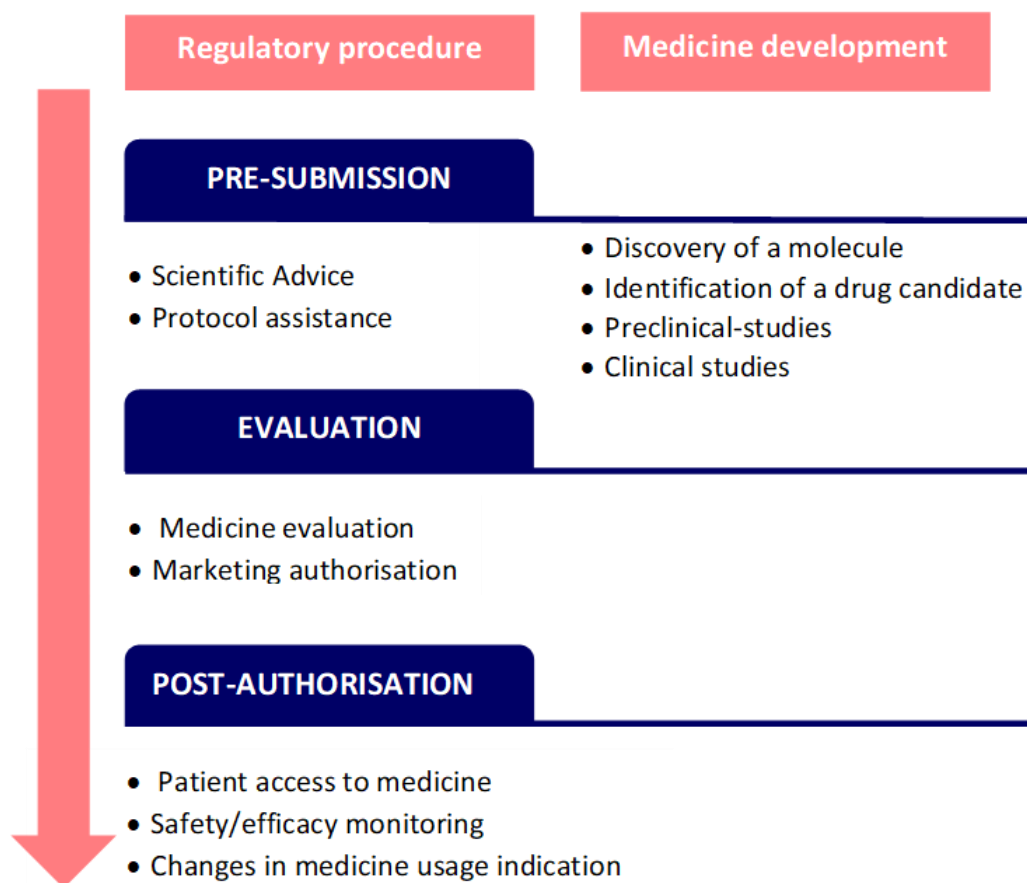 Regulatory procedure
Medicine development
PRE-SUBMISSION
• Scientific Advice
• Protocol assistance
• Discovery of a molecule
• Identification of a drug candidate
• Preclinical-studies
• Clinical studies
EVALUATION
• Medicine evaluation
• Marketing authorisation
POST-AUTHORISATION
• Patient access to medicine
• Safety/efficacy monitoring
• Changes in medicine usage indication